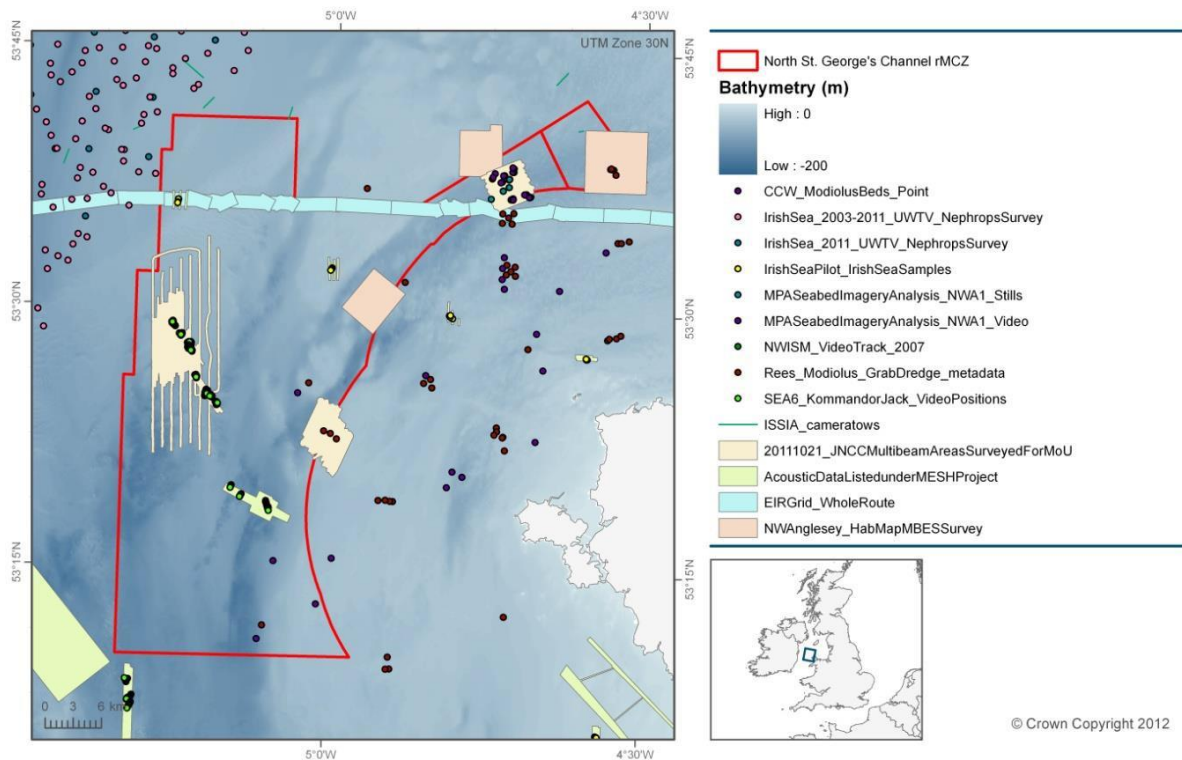 5°0'W
4°30'W
UTM Zone 30N
53°45'N
53°45'N
53°30'N
53°30'N
53°15'N
53°15'N
0 3 6 km
5°0'W
4°30'W
North St. George's Channel rMCZ
Bathymetry (m)
High : 0
Low : -200
CCW_ModiolusBeds_Point
IrishSea_2003-2011_UWTV_NephropsSurvey
IrishSea_2011_UWTV_NephropsSurvey
IrishSeaPilot_IrishSeaSamples
MPASeabedImageryAnalysis_NWA1_Stills
MPASeabedImageryAnalysis_NWA1_Video
NWISM_VideoTrack_2007
Rees_Modiolus_GrabDredge_metadata
SEA6_KommandorJack_VideoPositions
ISSIA_cameratows
20111021_JNCCMultibeamAreasSurveyedForMoU
AcousticDataListedunderMESHProject
EIRGrid_WholeRoute
NWAnglesey_HabMapMBESSurvey
© Crown Copyright 2012